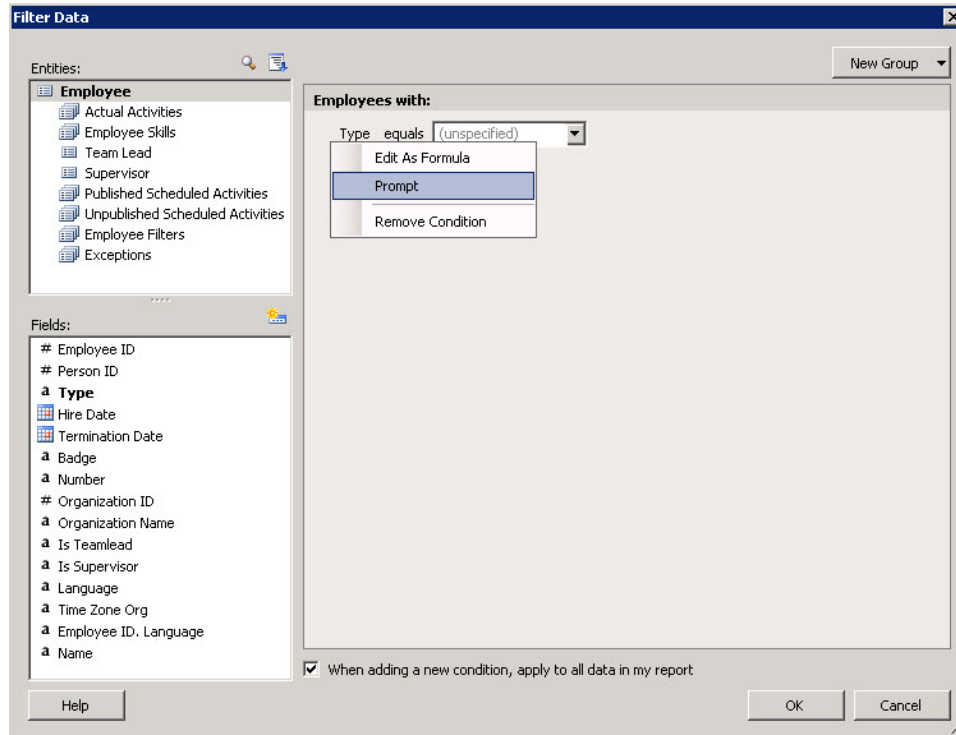 Filter Data
Entities:
New Group
Employee
Actual Activities
Employee Skills
Team Lead
Supervisor
Published Scheduled Activities
Unpublished Scheduled Activities
Employee Filters
Exceptions
Employees with:
Type equals (unspecified)
Edit As Formula
Prompt
Remove Condition
Fields:
# Employee ID
# Person ID
a Type
Hire Date
Termination Date
a Badge
a Number
# Organization ID
a Organization Name
a Is Teamlead
a Is Supervisor
a Language
a Time Zone Org
a Employee ID. Language
a Name
When adding a new condition, apply to all data in my report
Help
OK
Cancel